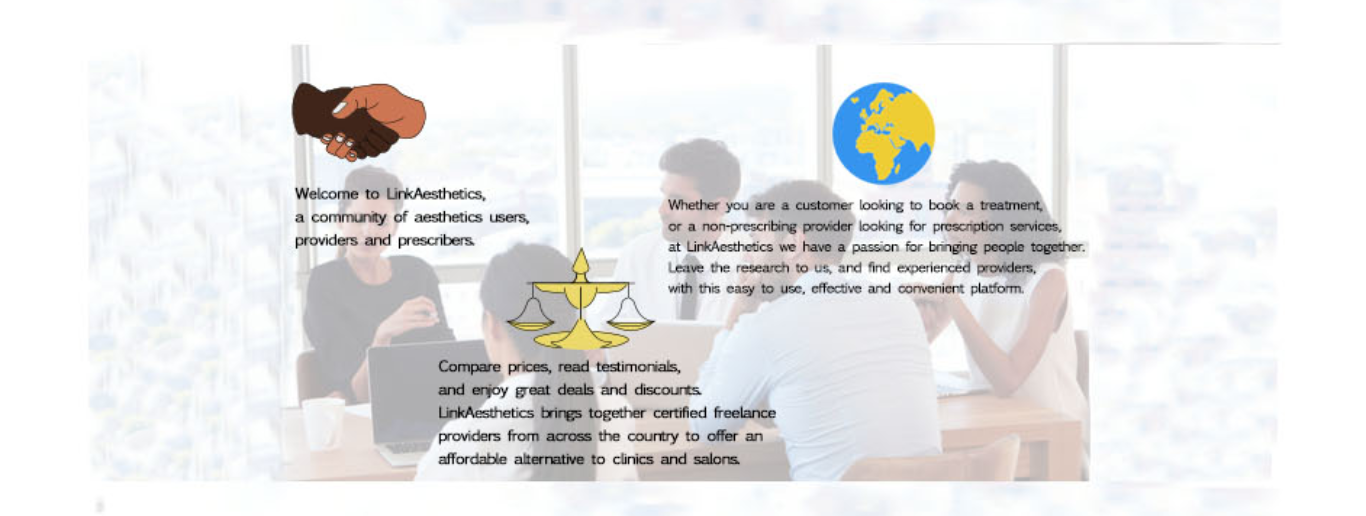 Welcome to LinkAesthetics,
a community of aesthetics users,
providers and prescribers.
Whether you are a customer looking to book a treatment,
or a non-prescribing provider looking for prescription services,
at LinkAesthetics we have a passion for bringing people together.
Leave the research to us, and find experienced providers,
with this easy to use, effective and convenient platform.
Compare prices, read testimonials,
and enjoy great deals and discounts.
LinkAesthetics brings together certified freelance
providers from across the country to offer an
affordable alternative to clinics and salons.